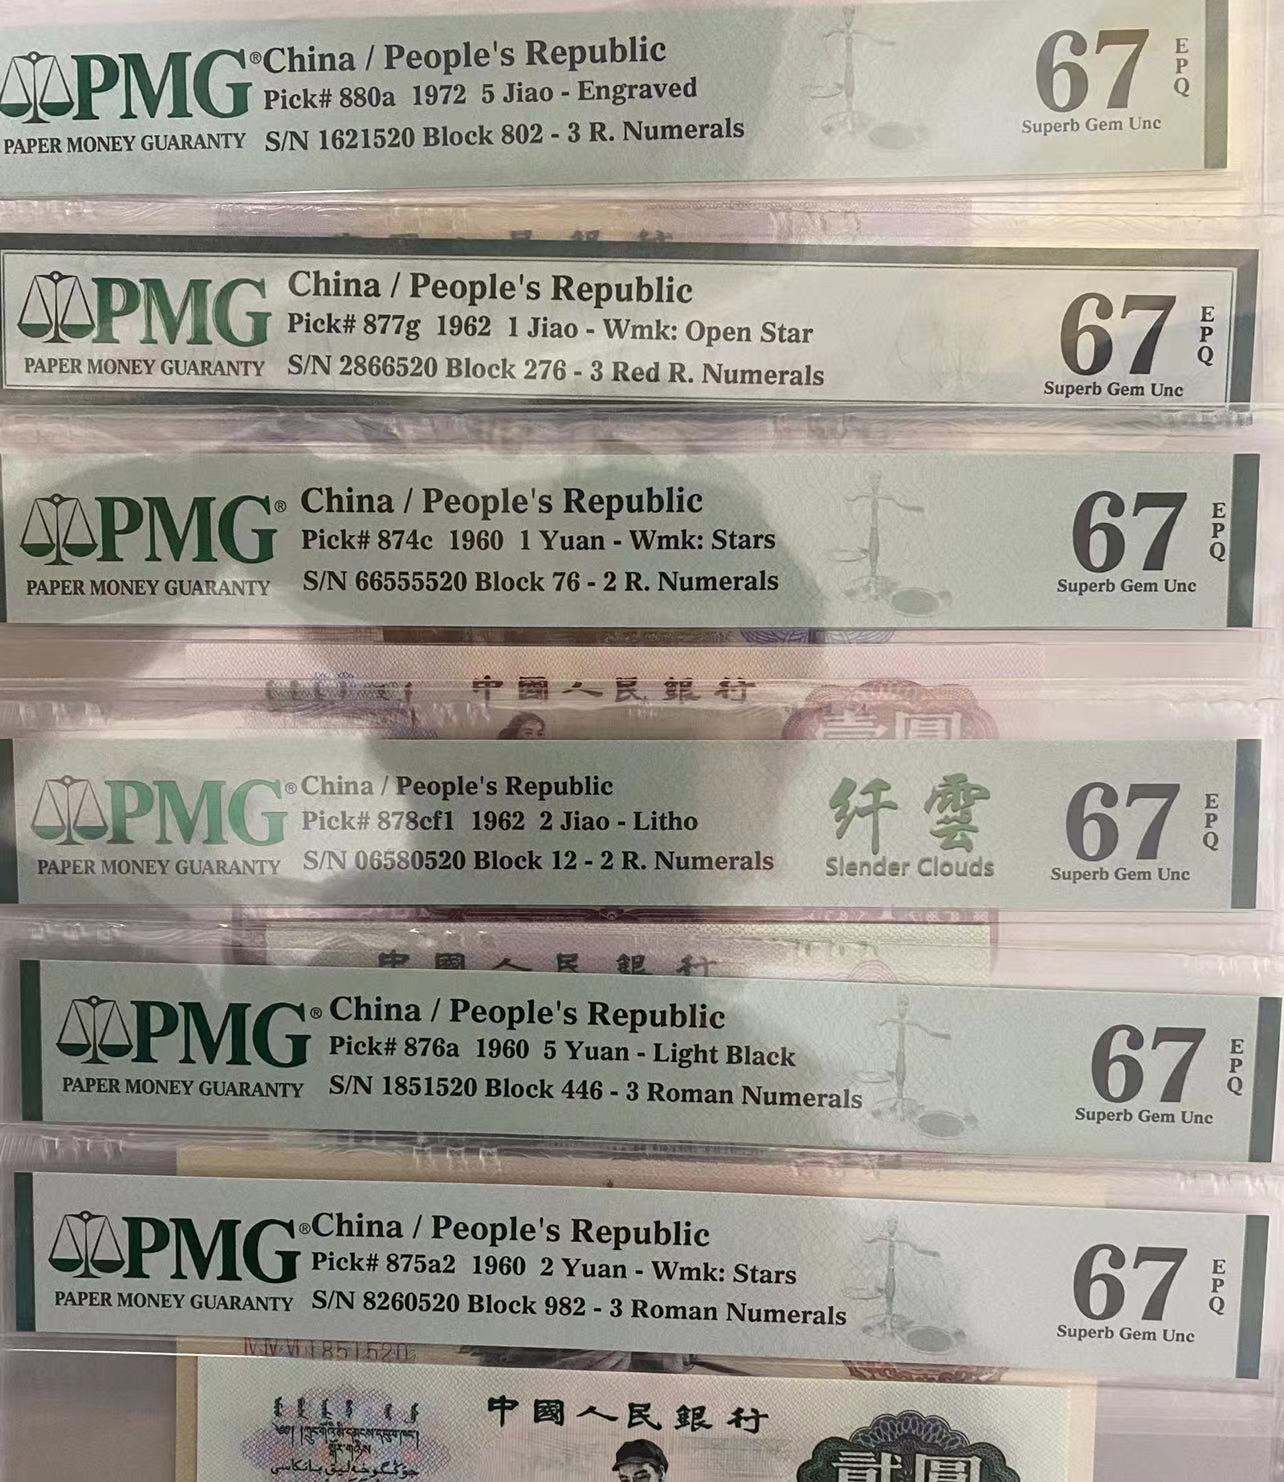 PMG® China / People's Republic
Pick# 880a 1972 5 Jiao - Engraved
PAPER MONEY GUARANTY S/N 1621520 Block 802 - 3 R. Numerals
67 EPQ
Superb Gem Unc
PMG China / People's Republic
Pick# 877g 1962 1 Jiao - Wmk: Open Star
PAPER MONEY GUARANTY S/N 2866520 Block 276 - 3 Red R. Numerals
67 EPQ
Superb Gem Unc
PMG® China / People's Republic
Pick# 874c 1960 1 Yuan - Wmk: Stars
PAPER MONEY GUARANTY S/N 66555520 Block 76 - 2 R. Numerals
67 EPQ
Superb Gem Unc
中國人民銀行
壹圓
PMG® China / People's Republic
Pick# 878cf1 1962 2 Jiao - Litho
PAPER MONEY GUARANTY S/N 06580520 Block 12 - 2 R. Numerals
纤雲
Slender Clouds
67 EPQ
Superb Gem Unc
中國人民銀行
PMG® China / People's Republic
Pick# 876a 1960 5 Yuan - Light Black
PAPER MONEY GUARANTY S/N 1851520 Block 446 - 3 Roman Numerals
67 EPQ
Superb Gem Unc
PMG® China / People's Republic
Pick# 875a2 1960 2 Yuan - Wmk: Stars
PAPER MONEY GUARANTY S/N 8260520 Block 982 - 3 Roman Numerals
67 EPQ
Superb Gem Unc
1851520
中國人民銀行
貳圓